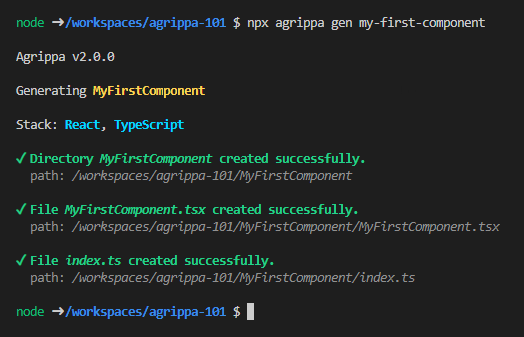 node ➜/workspaces/agrippa-101 $ npx agrippa gen my-first-component
Agrippa v2.0.0
Generating MyFirstComponent
Stack: React, TypeScript
✓ Directory MyFirstComponent created successfully.
path: /workspaces/agrippa-101/MyFirstComponent
✓ File MyFirstComponent.tsx created successfully.
path: /workspaces/agrippa-101/MyFirstComponent/MyFirstComponent.tsx
✓ File index.ts created successfully.
path: /workspaces/agrippa-101/MyFirstComponent/index.ts
node ➜/workspaces/agrippa-101 $